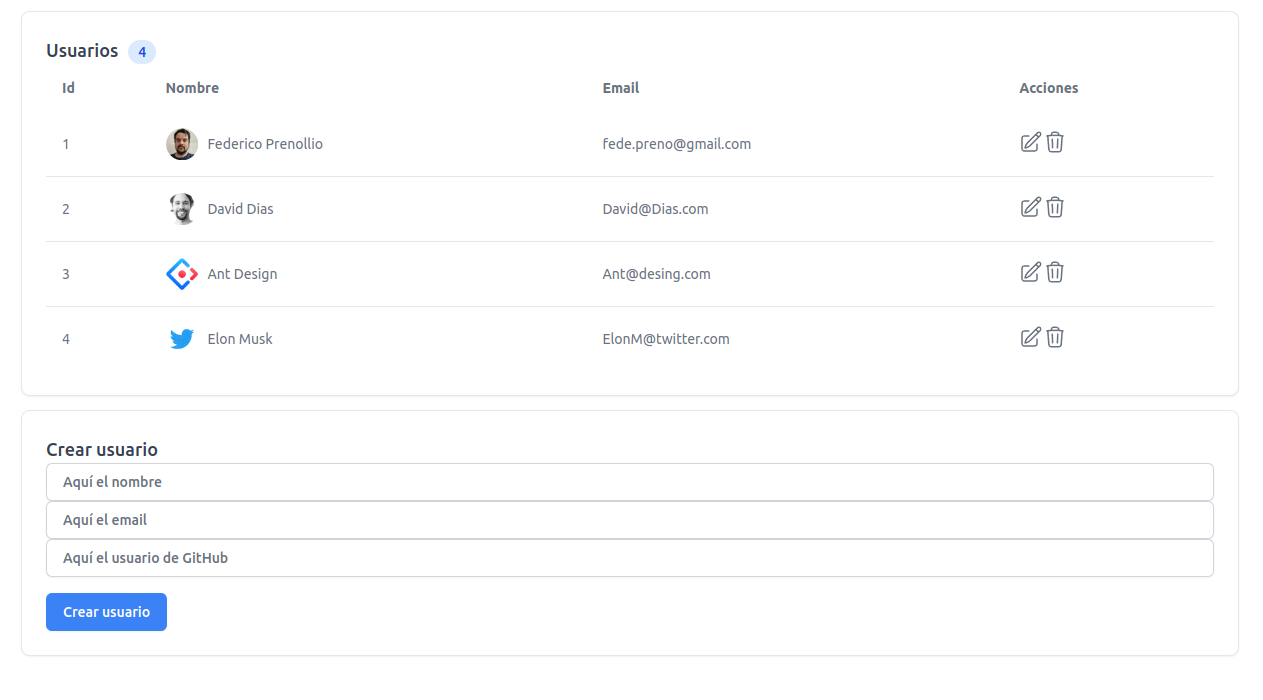 Usuarios 4
Id Nombre Email Acciones
1 Federico Prenollio fede.preno@gmail.com
2 David Dias David@Dias.com
3 Ant Design Ant@desing.com
4 Elon Musk ElonM@twitter.com
Crear usuario
Aquí el nombre
Aquí el email
Aquí el usuario de GitHub
Crear usuario